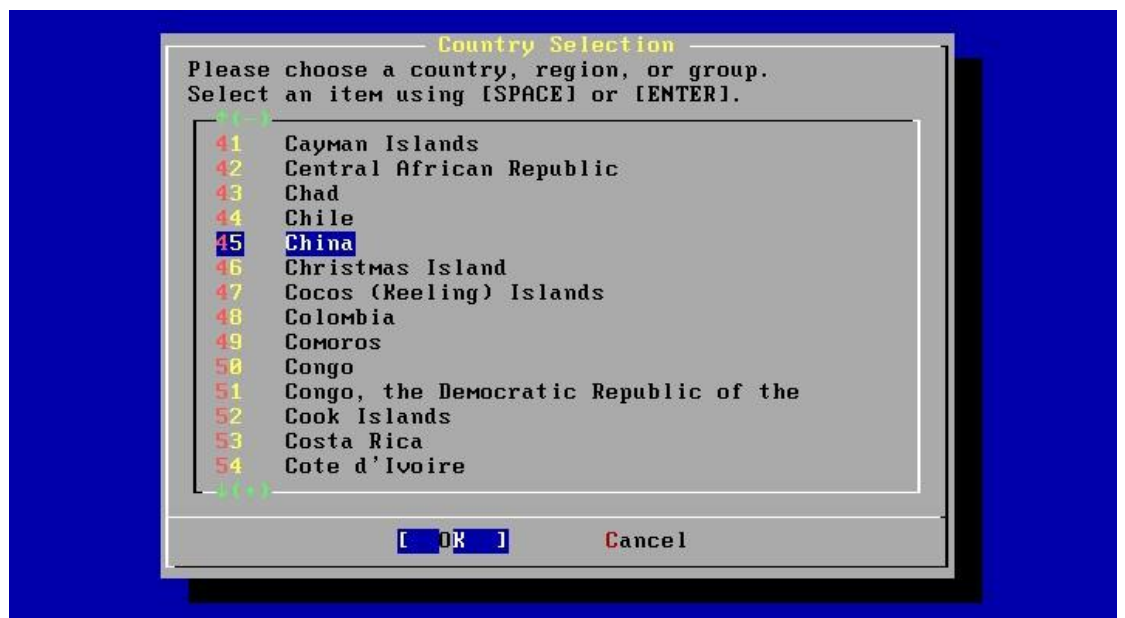 Country Selection
Please choose a country, region, or group.
Select an item using [SPACE] or [ENTER].
↑(-)
41 Cayman Islands
42 Central African Republic
43 Chad
44 Chile
45 China
46 Christmas Island
47 Cocos (Keeling) Islands
48 Colombia
49 Comoros
50 Congo
51 Congo, the Democratic Republic of the
52 Cook Islands
53 Costa Rica
54 Cote d'Ivoire
↓(+)
[ OK ] Cancel